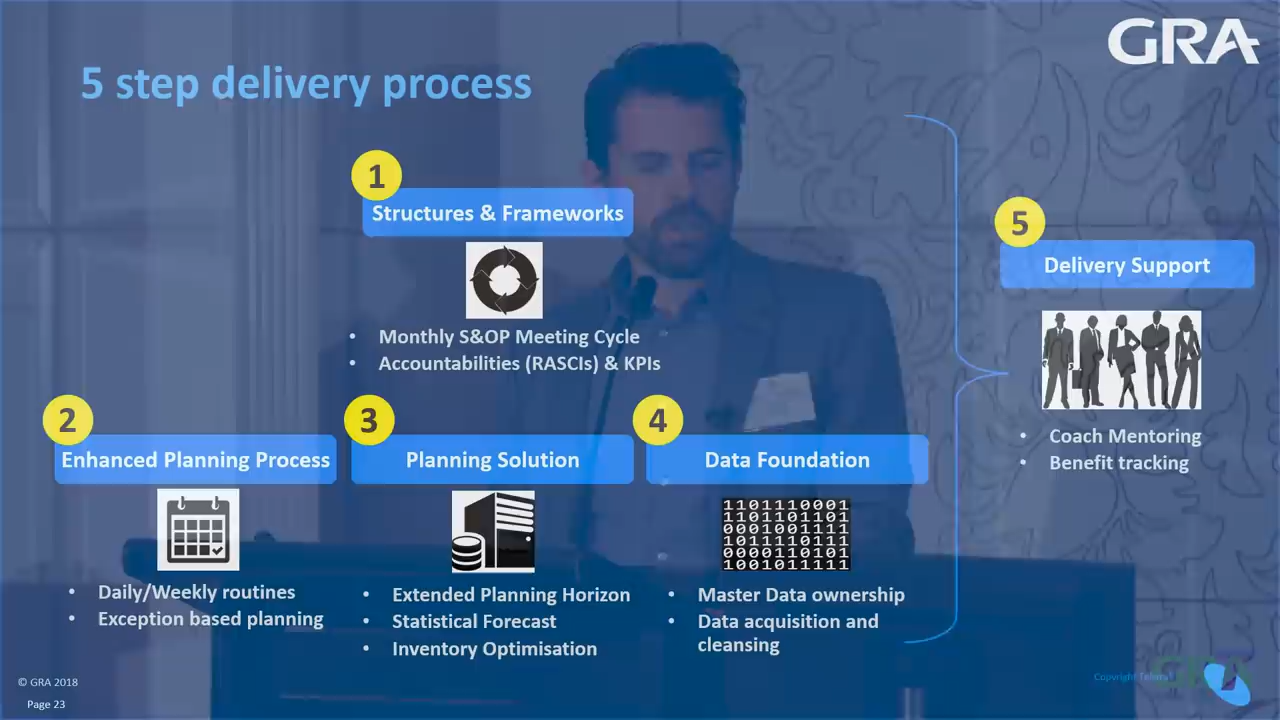 GRA
5 step delivery process
1
Structures & Frameworks
• Monthly S&OP Meeting Cycle
• Accountabilities (RASCIs) & KPIs
2
Enhanced Planning Process
• Daily/Weekly routines
• Exception based planning
3
Planning Solution
• Extended Planning Horizon
• Statistical Forecast
• Inventory Optimisation
4
Data Foundation
1101110001
1101101101
0001001111
1011110111
0000110101
1001011111
• Master Data ownership
• Data acquisition and
cleansing
5
Delivery Support
• Coach Mentoring
• Benefit tracking
© GRA 2018
Page 23
Copyright Telstra
GRA